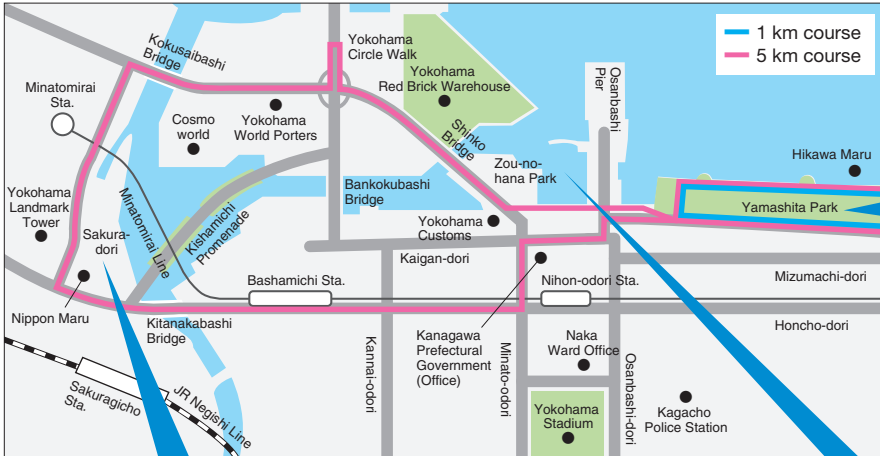 1 km course
5 km course
Kokusaibashi
Bridge
Yokohama
Circle Walk
Minatomirai
Sta.
Yokohama
Red Brick Warehouse
Osanbashi
Pier
Cosmo
world
Yokohama
World Porters
Shinko
Bridge
Zou-no-
hana Park
Hikawa Maru
Yokohama
Landmark
Tower
Minatomirai Line
Kishamichi
Promenade
Bankokubashi
Bridge
Yamashita Park
Sakura-
dori
Yokohama
Customs
Kaigan-dori
Bashamichi Sta.
Nihon-odori Sta.
Mizumachi-dori
Nippon Maru
Kitanakabashi
Bridge
Honcho-dori
Kannai-odori
Kanagawa
Prefectural
Government
(Office)
Minato-odori
Naka
Ward Office
Osanbashi-dori
Sakuragicho
Sta.
JR Negishi Line
Yokohama
Stadium
Kagacho
Police Station